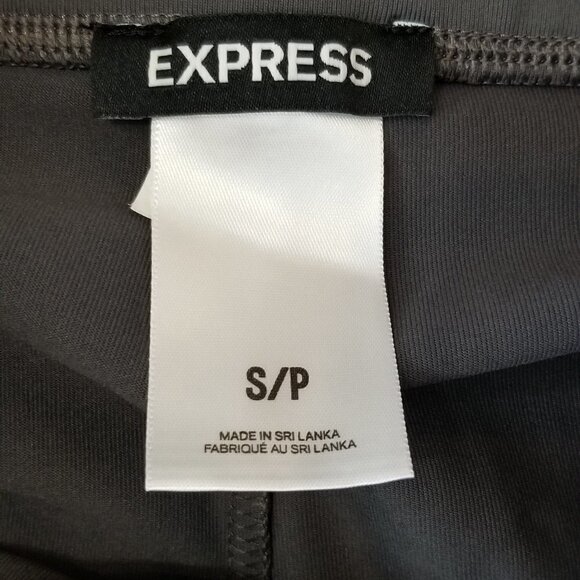 EXPRESS
S/P
MADE IN SRI LANKA
FABRIQUÉ AU SRI LANKA